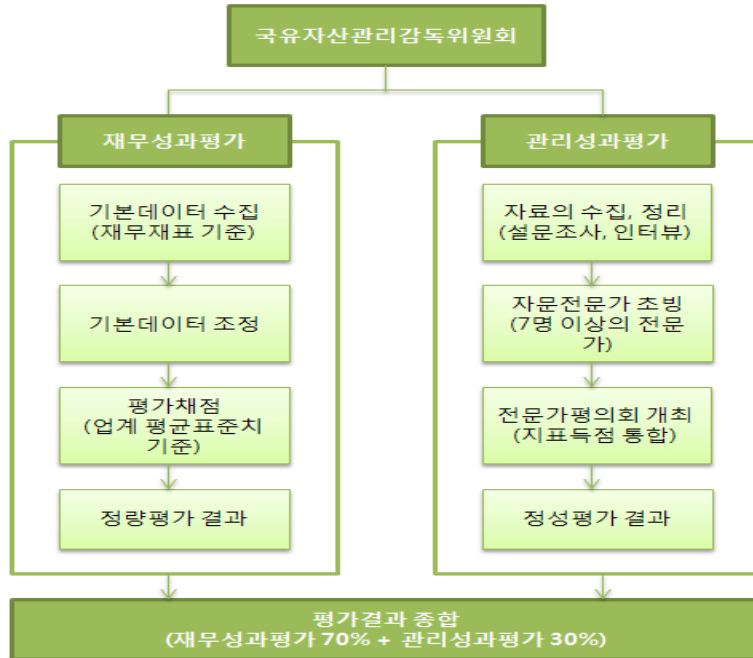 국유자산관리감독위원회
재무성과평가
기본데이터 수집
(재무재표 기준)
기본데이터 조정
평가채점
(업계 평균표준치
기준)
정량평가 결과
관리성과평가
자료의 수집, 정리
(설문조사, 인터뷰)
자문전문가 초빙
(7명 이상의 전문
가)
전문가평의회 개최
(지표득점 통합)
정성평가 결과
평가결과 종합
(재무성과평가 70% + 관리성과평가 30%)